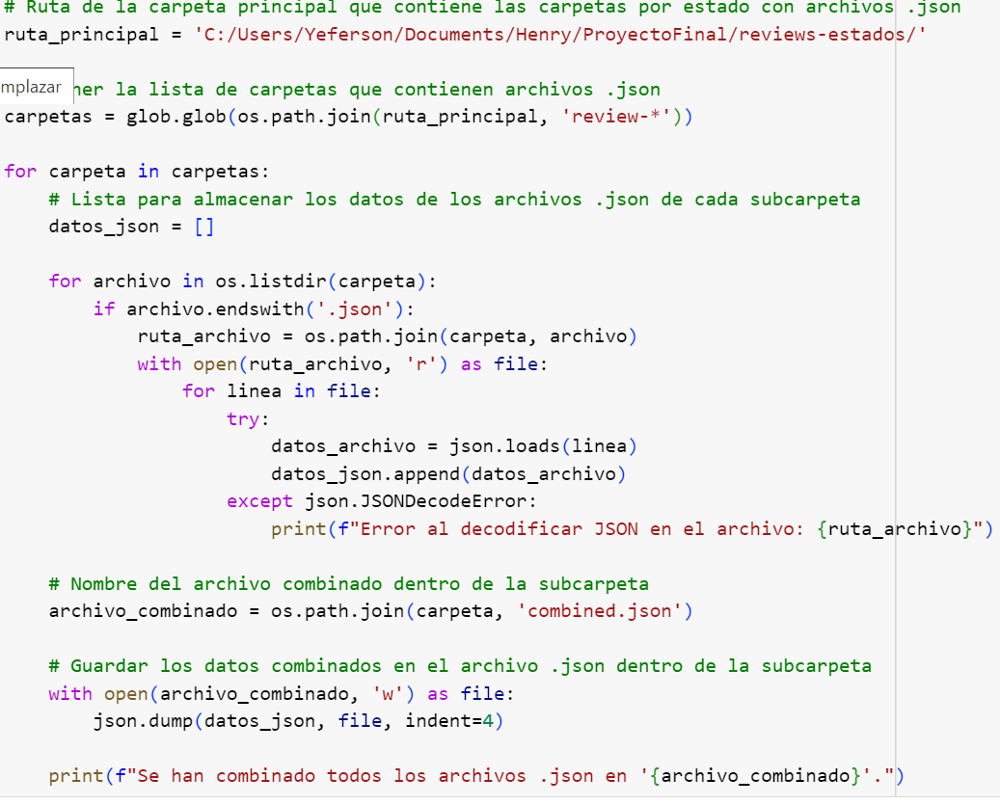 # Ruta de la carpeta principal que contiene las carpetas por estado con archivos .json
ruta_principal = 'C:/Users/Yeferson/Documents/Henry/ProyectoFinal/reviews-estados/'
mplazar
ner la lista de carpetas que contienen archivos .json
carpetas = glob.glob(os.path.join(ruta_principal, 'review-*'))
for carpeta in carpetas:
    # Lista para almacenar los datos de los archivos .json de cada subcarpeta
    datos_json = []
    for archivo in os.listdir(carpeta):
        if archivo.endswith('.json'):
            ruta_archivo = os.path.join(carpeta, archivo)
            with open(ruta_archivo, 'r') as file:
                for linea in file:
                    try:
                        datos_archivo = json.loads(linea)
                        datos_json.append(datos_archivo)
                    except json.JSONDecodeError:
                        print(f"Error al decodificar JSON en el archivo: {ruta_archivo}")
    # Nombre del archivo combinado dentro de la subcarpeta
    archivo_combinado = os.path.join(carpeta, 'combined.json')
    # Guardar los datos combinados en el archivo .json dentro de la subcarpeta
    with open(archivo_combinado, 'w') as file:
        json.dump(datos_json, file, indent=4)
    print(f"Se han combinado todos los archivos .json en '{archivo_combinado}'.")